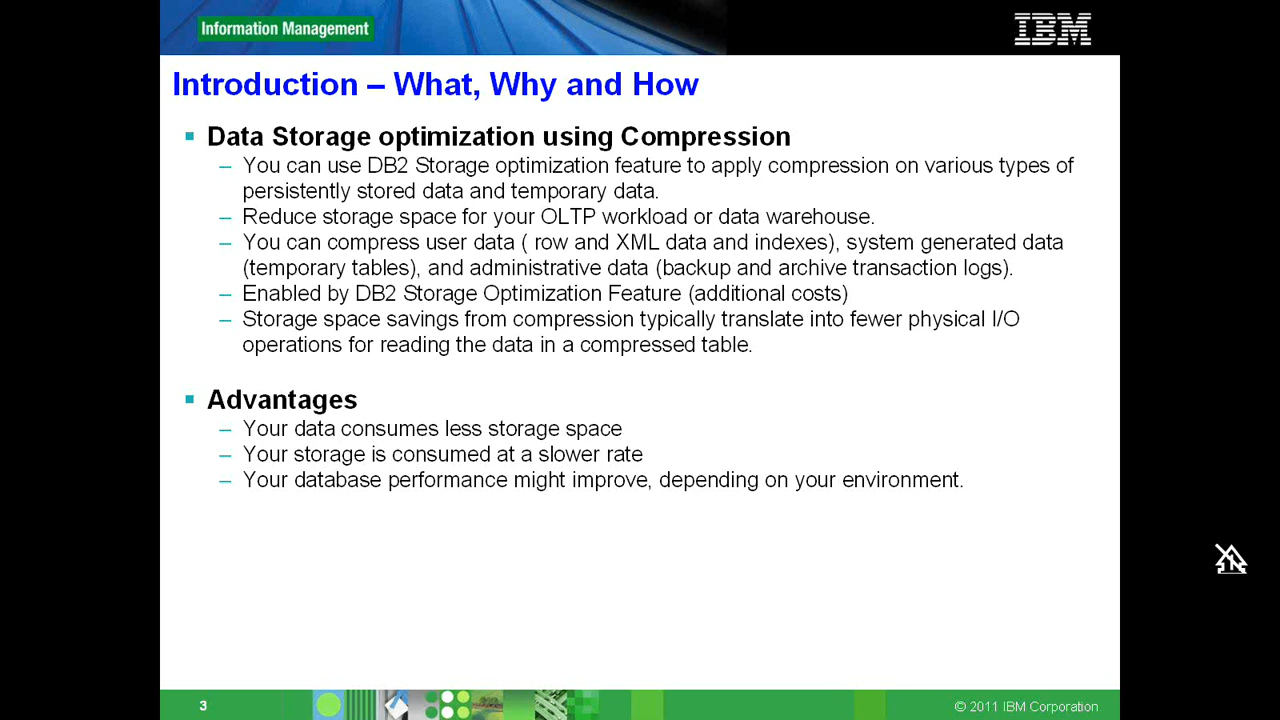 Information Management
IBM
Introduction – What, Why and How
Data Storage optimization using Compression
– You can use DB2 Storage optimization feature to apply compression on various types of
persistently stored data and temporary data.
– Reduce storage space for your OLTP workload or data warehouse.
– You can compress user data ( row and XML data and indexes), system generated data
(temporary tables), and administrative data (backup and archive transaction logs).
– Enabled by DB2 Storage Optimization Feature (additional costs)
– Storage space savings from compression typically translate into fewer physical I/O
operations for reading the data in a compressed table.
Advantages
– Your data consumes less storage space
– Your storage is consumed at a slower rate
– Your database performance might improve, depending on your environment.
3
© 2011 IBM Corporation